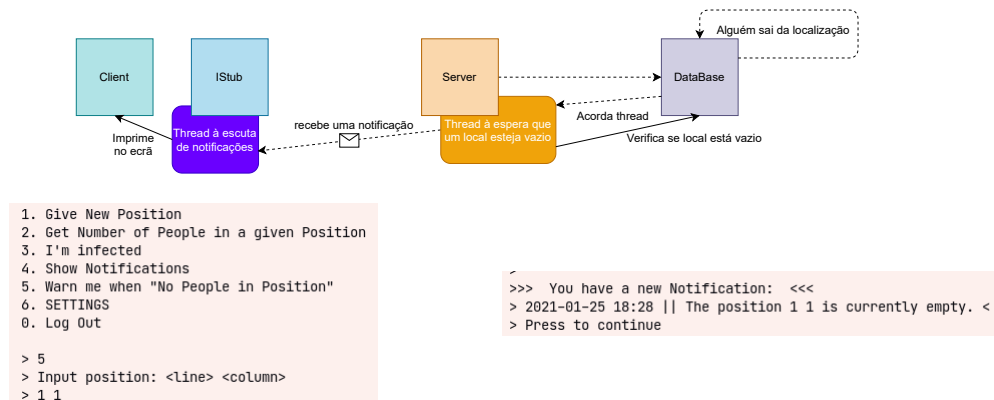 Alguém sai da localização
Client
IStub
Server
DataBase
Thread à escuta
de notificações
Imprime
no ecrã
recebe uma notificação
Thread à espera que
um local esteja vazio
Acorda thread
Verifica se local está vazio
1. Give New Position
2. Get Number of People in a given Position
3. I'm infected
4. Show Notifications
5. Warn me when "No People in Position"
6. SETTINGS
0. Log Out
> 5
> Input position: <line> <column>
> 1 1
>
>>>  You have a new Notification:  <<<
> 2021-01-25 18:28 || The position 1 1 is currently empty. <
> Press to continue